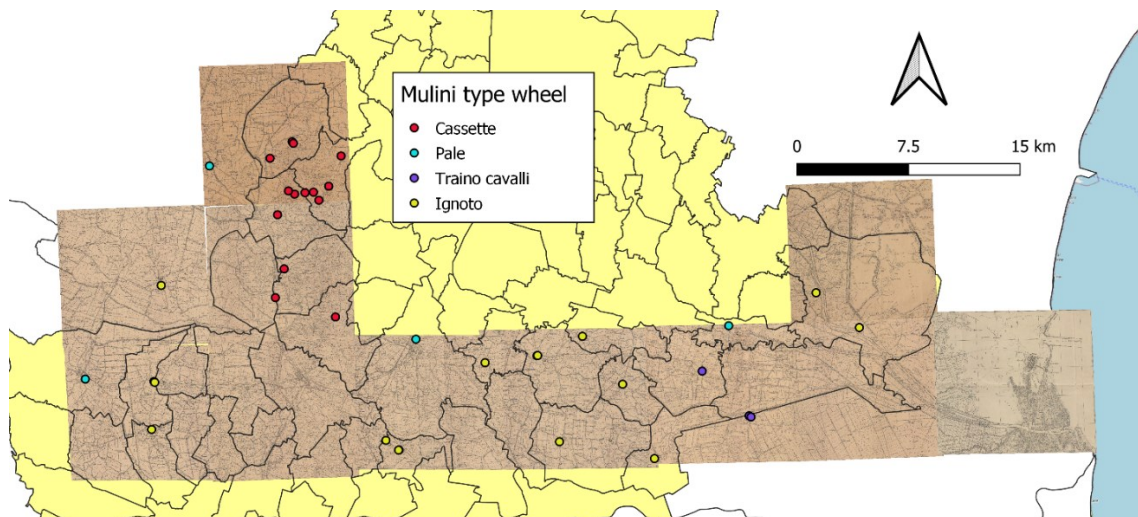 Mulini type wheel
Cassette
Pale
Traino cavalli
Ignoto
0 7.5 15 km